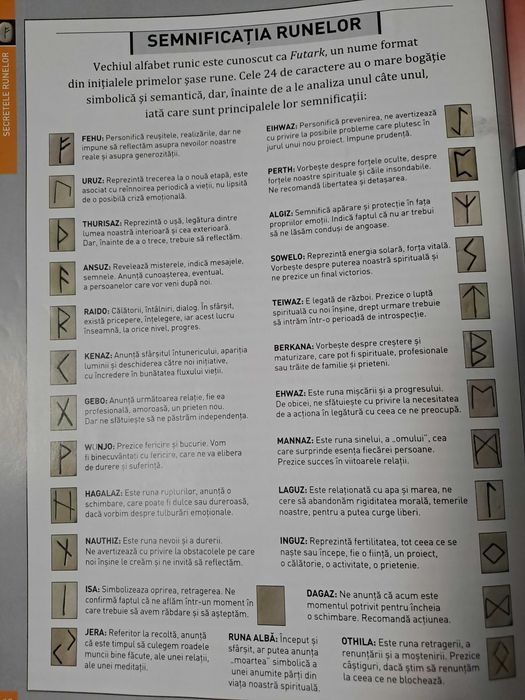 SECRETELE RUNELOR
SEMNIFICAȚIA RUNELOR
Vechiul alfabet runic este cunoscut ca Futark, un nume format
din inițialele primelor șase rune. Cele 24 de caractere au o mare bogăție
simbolică și semantică, dar, înainte de a le analiza unul câte unul,
iată care sunt principalele lor semnificații:
FEHU: Personifică reușitele, realizările, dar ne
impune să reflectăm asupra nevoilor noastre
reale și asupra generozității.
URUZ: Reprezintă trecerea la o nouă etapă, este
asociat cu reînnoirea periodică a vieții, nu lipsită
de o posibilă criză emoțională.
THURISAZ: Reprezintă o ușă, legătura dintre
lumea noastră interioară și cea exterioară.
Dar, înainte de a o trece, trebuie să reflectăm.
ANSUZ: Revelează misterele, indică mesajele,
semnele. Anunță cunoașterea, eventual,
a persoanelor care vor veni după noi.
RAIDO: Călătorii, întâlniri, dialog. În sfârșit,
există pricepere, înțelegere, iar acest lucru
înseamnă, la orice nivel, progres.
KENAZ: Anunță sfârșitul întunericului, apariția
luminii și deschiderea către noi inițiative,
cu încredere în bunătatea fluxului vieții.
GEBO: Anunță următoarea relație, fie ea
profesională, amoroasă, un prieten nou.
Dar ne sfătuiește să ne păstrăm independența.
WUNJO: Prezice fericire și bucurie. Vom
fi binecuvântați cu fericire, care ne va elibera
de durere și suferință.
HAGALAZ: Este runa rupturilor, anunță o
schimbare, care poate fi dulce sau dureroasă,
dacă vorbim despre tulburări emoționale.
NAUTHIZ: Este runa nevoii și a durerii.
Ne avertizează cu privire la obstacolele pe care
noi înșine le creăm și ne invită să reflectăm.
ISA: Simbolizeaza oprirea, retragerea. Ne
confirmă faptul că ne aflăm într-un moment în
care trebuie să avem răbdare și să așteptăm.
JERA: Referitor la recoltă, anunță
că este timpul să culegem roadele
muncii bine făcute, ale unei relații,
ale unei meditații.
EIHWAZ: Personifică prevenirea, ne avertizează
cu privire la posibile probleme care plutesc în
jurul unui nou proiect. Impune prudență.
PERTH: Vorbește despre forțele oculte, despre
forțele noastre spirituale și căile insondabile.
Ne recomandă libertatea și detașarea.
ALGIZ: Semnifică apărare și protecție în fața
propriilor emoții. Indică faptul că nu ar trebui
să ne lăsăm conduși de angoase.
SOWELO: Reprezintă energia solară, forța vitală.
Vorbește despre puterea noastră spirituală și
ne prezice un final victorios.
TEIWAZ: E legată de război. Prezice o luptă
spirituală cu noi înșine, drept urmare trebuie
să intrăm într-o perioadă de introspecție.
BERKANA: Vorbește despre creștere și
maturizare, care pot fi spirituale, profesionale
sau trăite de familie și prieteni.
EHWAZ: Este runa mișcării și a progresului.
De obicei, ne sfătuiește cu privire la necesitatea
de a acționa în legătură cu ceea ce ne preocupă.
MANNAZ: Este runa sinelui, a „omului”, cea
care surprinde esența fiecărei persoane.
Prezice succes în viitoarele relații.
LAGUZ: Este relaționată cu apa și marea, ne
cere să abandonăm rigiditatea morală, temerile
noastre, pentru a putea curge liberi.
INGUZ: Reprezintă fertilitatea, tot ceea ce se
naște sau începe, fie o ființă, un proiect,
o călătorie, o activitate, o prietenie.
DAGAZ: Ne anunță că acum este
momentul potrivit pentru încheia
o schimbare. Recomandă acțiunea.
RUNA ALBĂ: Început și
sfârșit, ar putea anunța
„moartea” simbolică a
unei anumite părți din
viața noastră spirituală.
OTHILA: Este runa retragerii, a
renunțării și a moștenirii. Prezice
câștiguri, dacă știm să renunțăm
la ceea ce ne blochează.